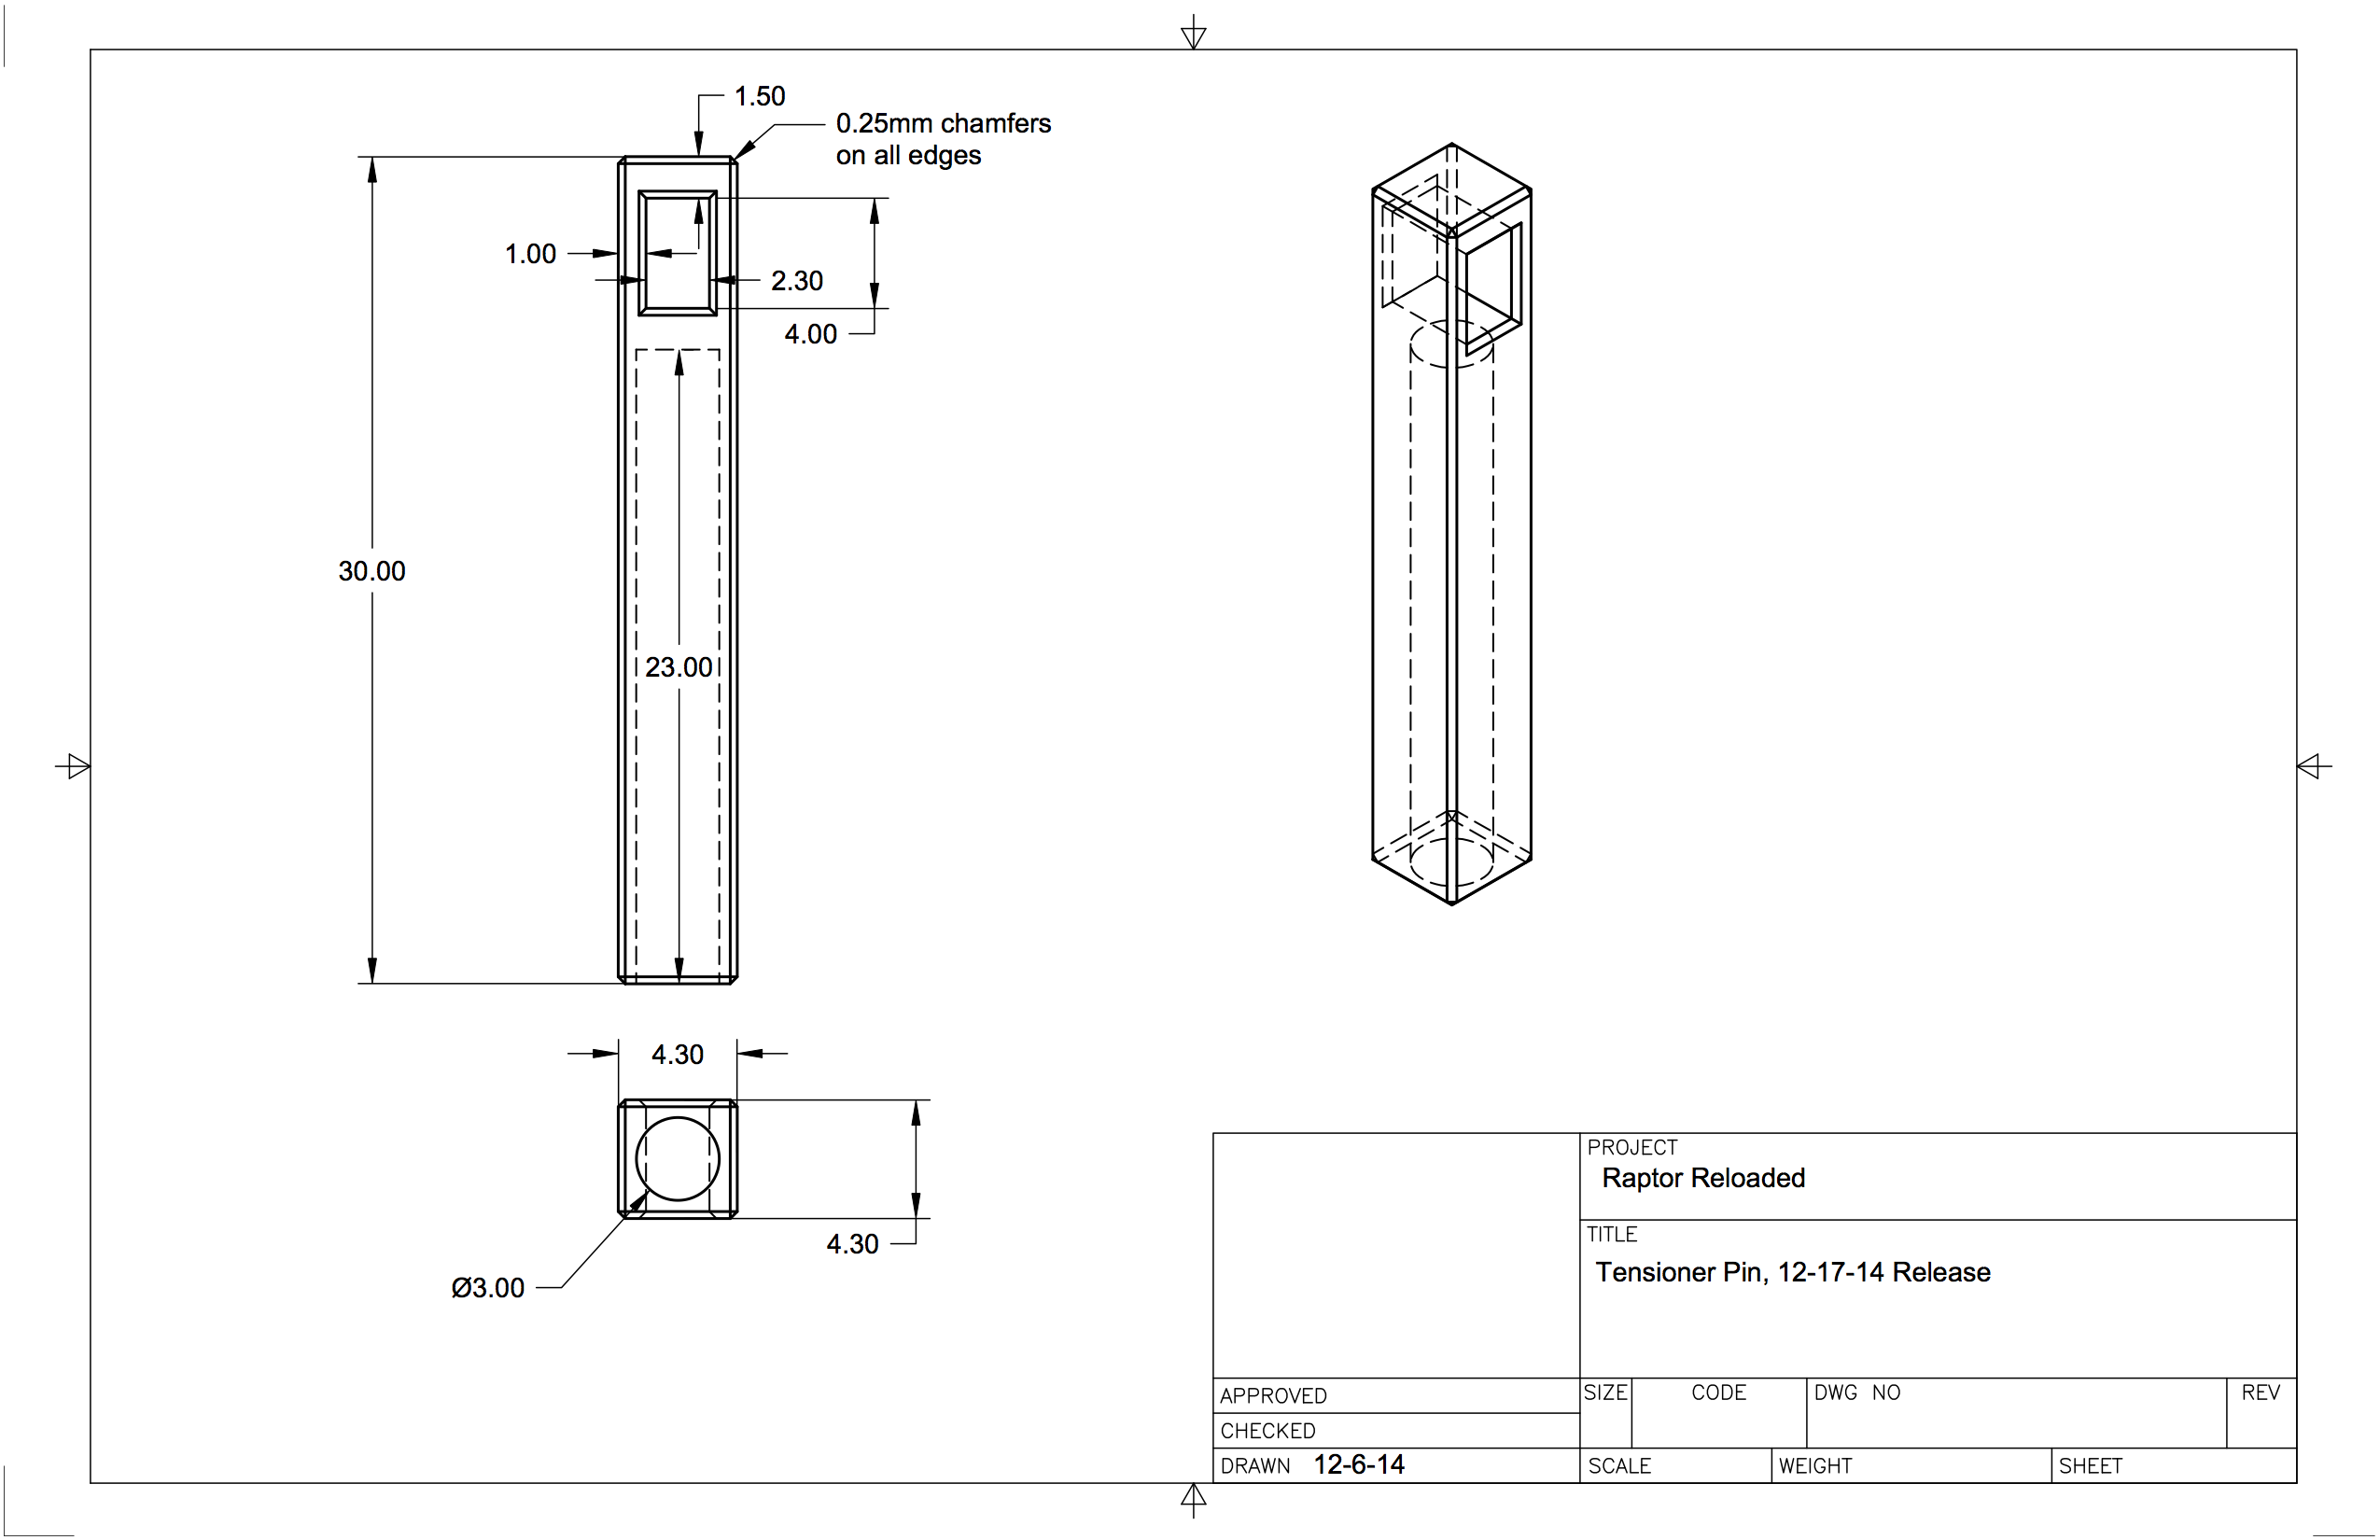 1.50
0.25mm chamfers
on all edges
1.00
2.30
4.00
30.00
23.00
4.30
4.30
Ø3.00
PROJECT
Raptor Reloaded
TITLE
Tensioner Pin, 12-17-14 Release
APPROVED
SIZE CODE DWG NO REV
CHECKED
DRAWN 12-6-14
SCALE WEIGHT SHEET